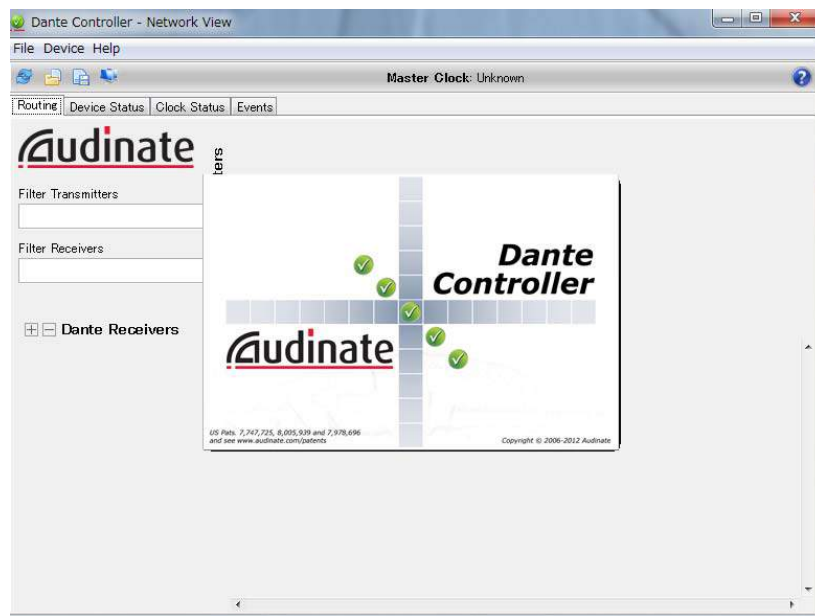 Dante Controller - Network View
File Device Help
Master Clock: Unknown
Routing Device Status Clock Status Events
Audinate
ters
Filter Transmitters
Filter Receivers
Dante Receivers
Dante
Controller
Audinate
US Pats. 7,747,725, 8,005,939 and 7,978,696
and see www.audinate.com/patents
Copyright © 2006-2012 Audinate